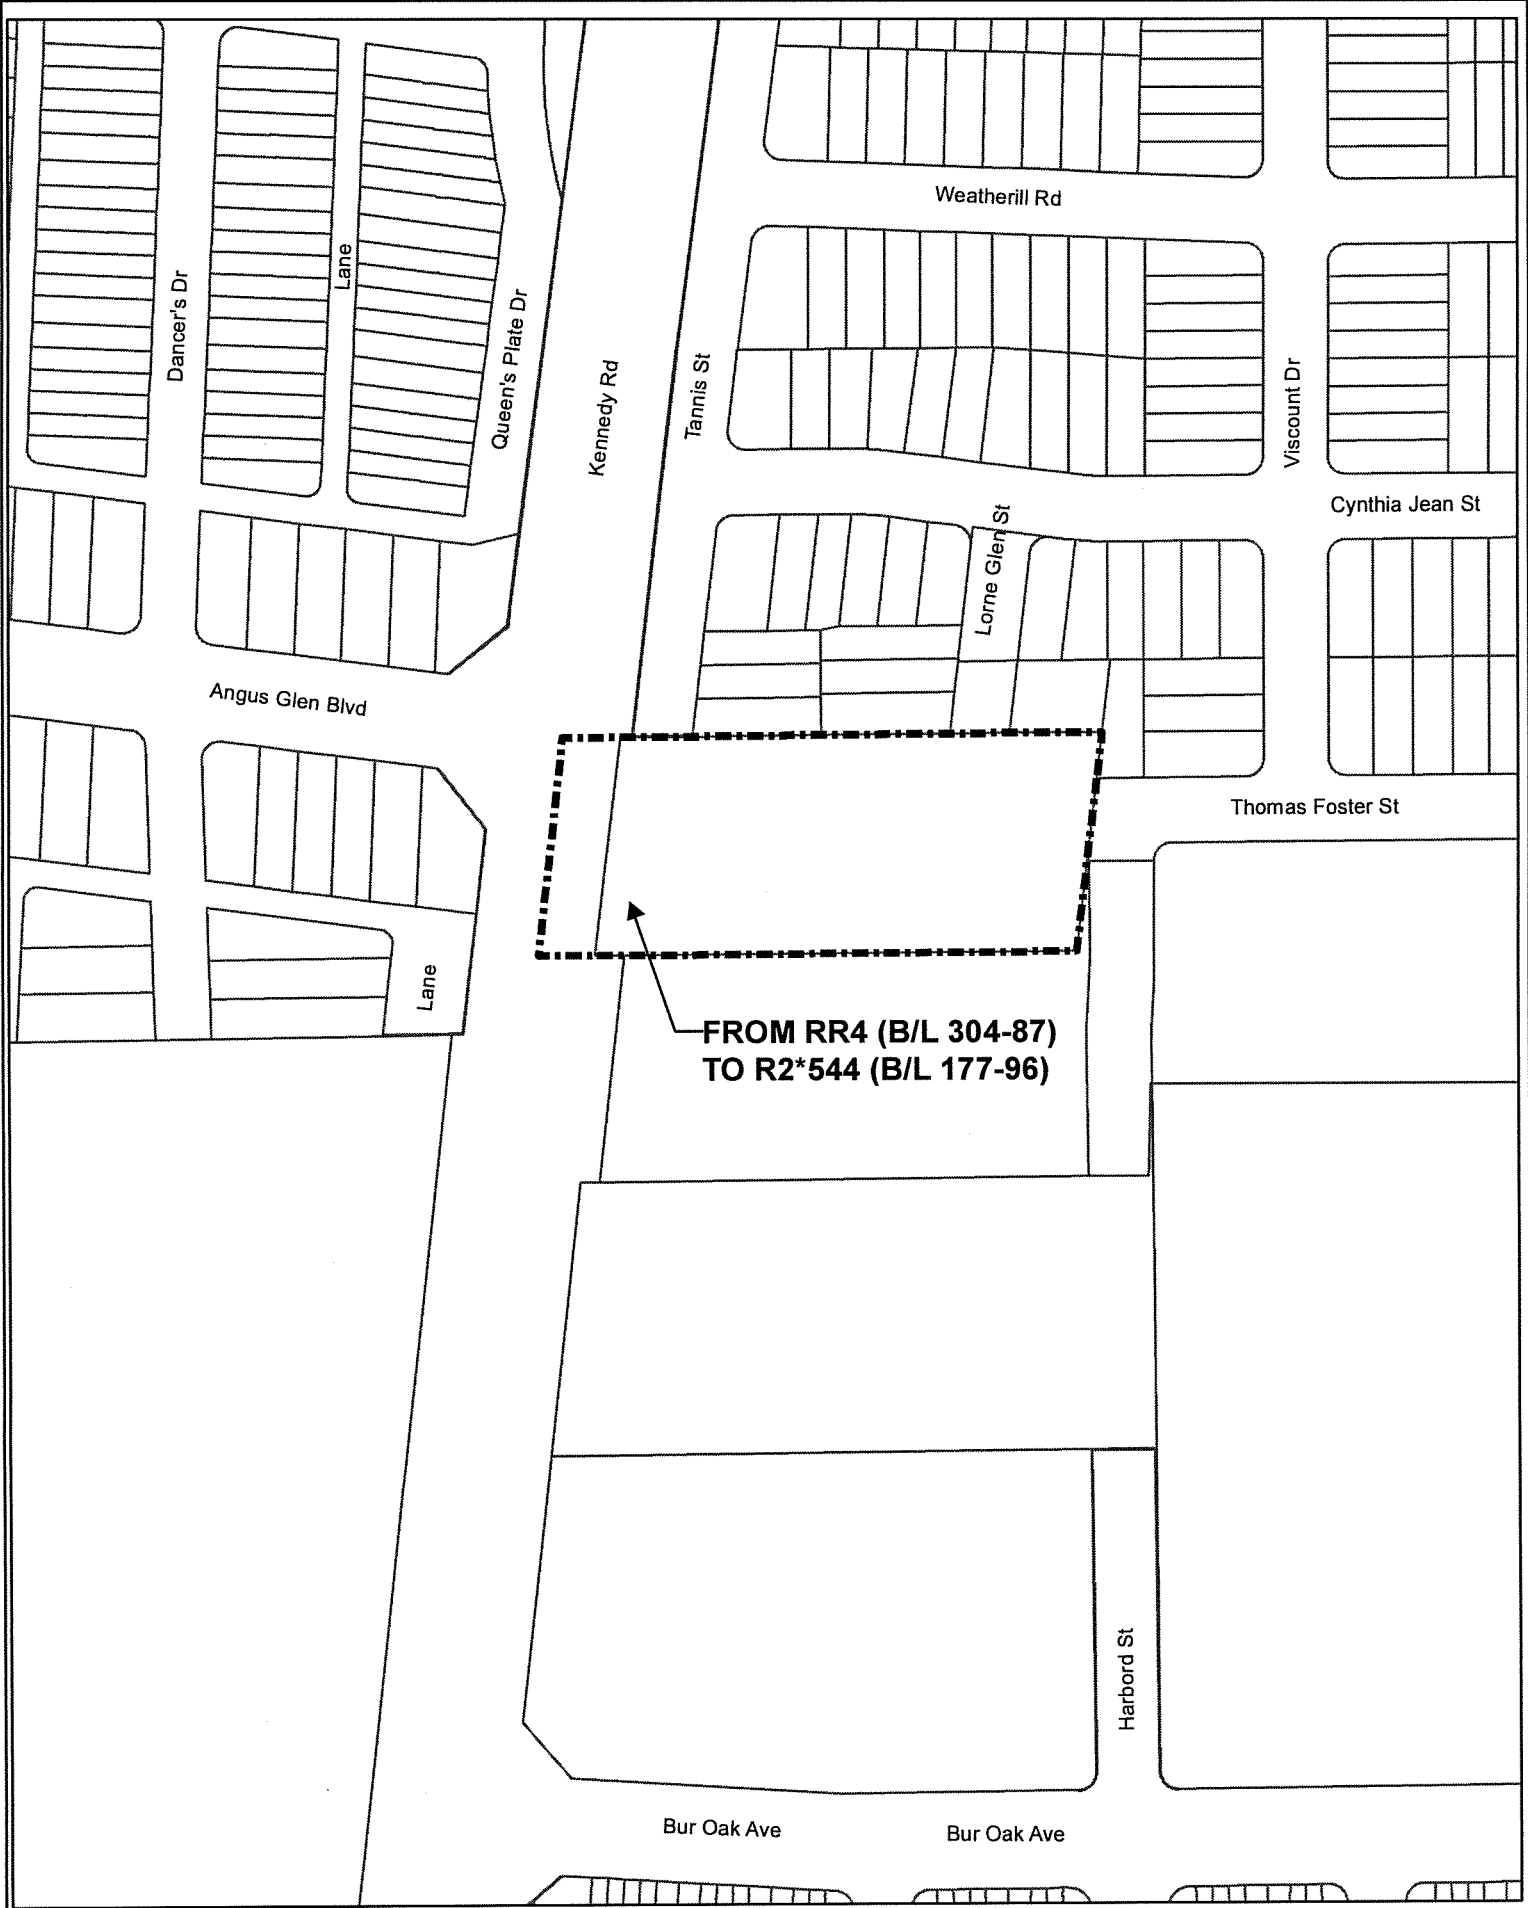 Weatherill Rd
Dancer's Dr
Lane
Queen's Plate Dr
Kennedy Rd
Tannis St
Viscount Dr
Cynthia Jean St
Lorne Glen St
Angus Glen Blvd
Thomas Foster St
Lane
FROM RR4 (B/L 304-87)
TO R2*544 (B/L 177-96)
Harbord St
Bur Oak Ave
Bur Oak Ave